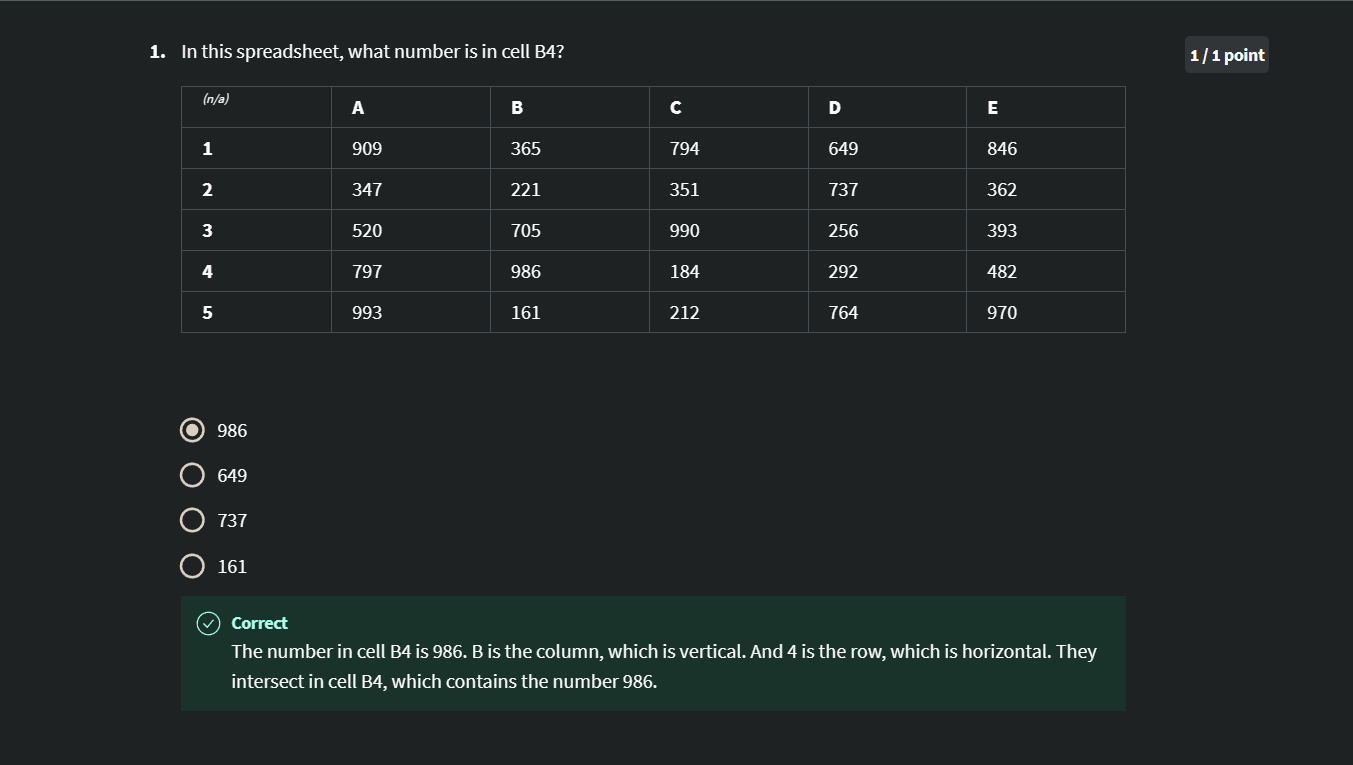 1. In this spreadsheet, what number is in cell B4?
1 / 1 point
(n/a) A B C D E
1 909 365 794 649 846
2 347 221 351 737 362
3 520 705 990 256 393
4 797 986 184 292 482
5 993 161 212 764 970
986
649
737
161
Correct
The number in cell B4 is 986. B is the column, which is vertical. And 4 is the row, which is horizontal. They
intersect in cell B4, which contains the number 986.